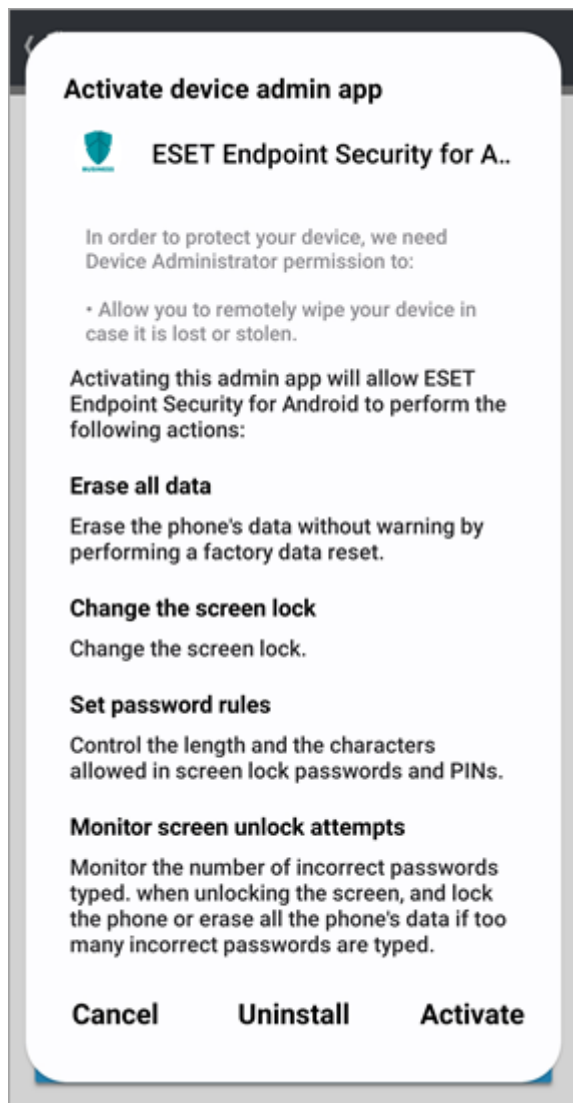 Activate device admin app
BUSINESS
ESET Endpoint Security for A..
In order to protect your device, we need
Device Administrator permission to:
• Allow you to remotely wipe your device in
case it is lost or stolen.
Activating this admin app will allow ESET
Endpoint Security for Android to perform the
following actions:
Erase all data
Erase the phone's data without warning by
performing a factory data reset.
Change the screen lock
Change the screen lock.
Set password rules
Control the length and the characters
allowed in screen lock passwords and PINs.
Monitor screen unlock attempts
Monitor the number of incorrect passwords
typed. when unlocking the screen, and lock
the phone or erase all the phone's data if too
many incorrect passwords are typed.
Cancel Uninstall Activate